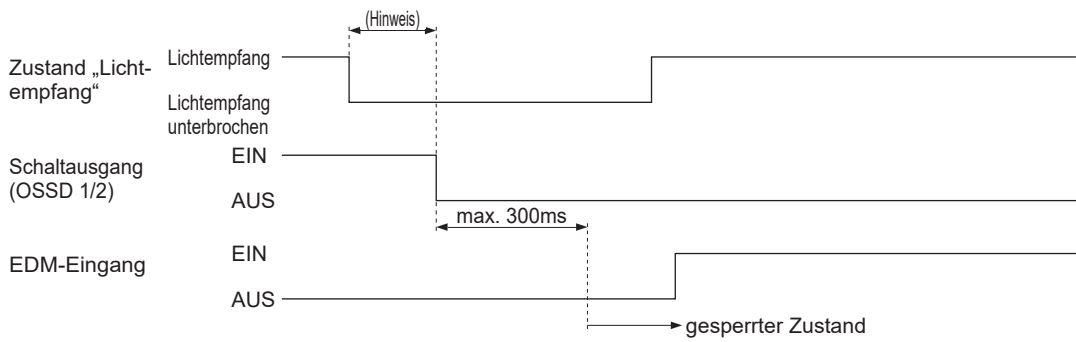 (Hinweis)
Zustand „Licht-
empfang“
Lichtempfang
Lichtempfang
unterbrochen
Schaltausgang
(OSSD 1/2)
EIN
AUS
max. 300ms
EDM-Eingang
EIN
AUS
gesperrter Zustand